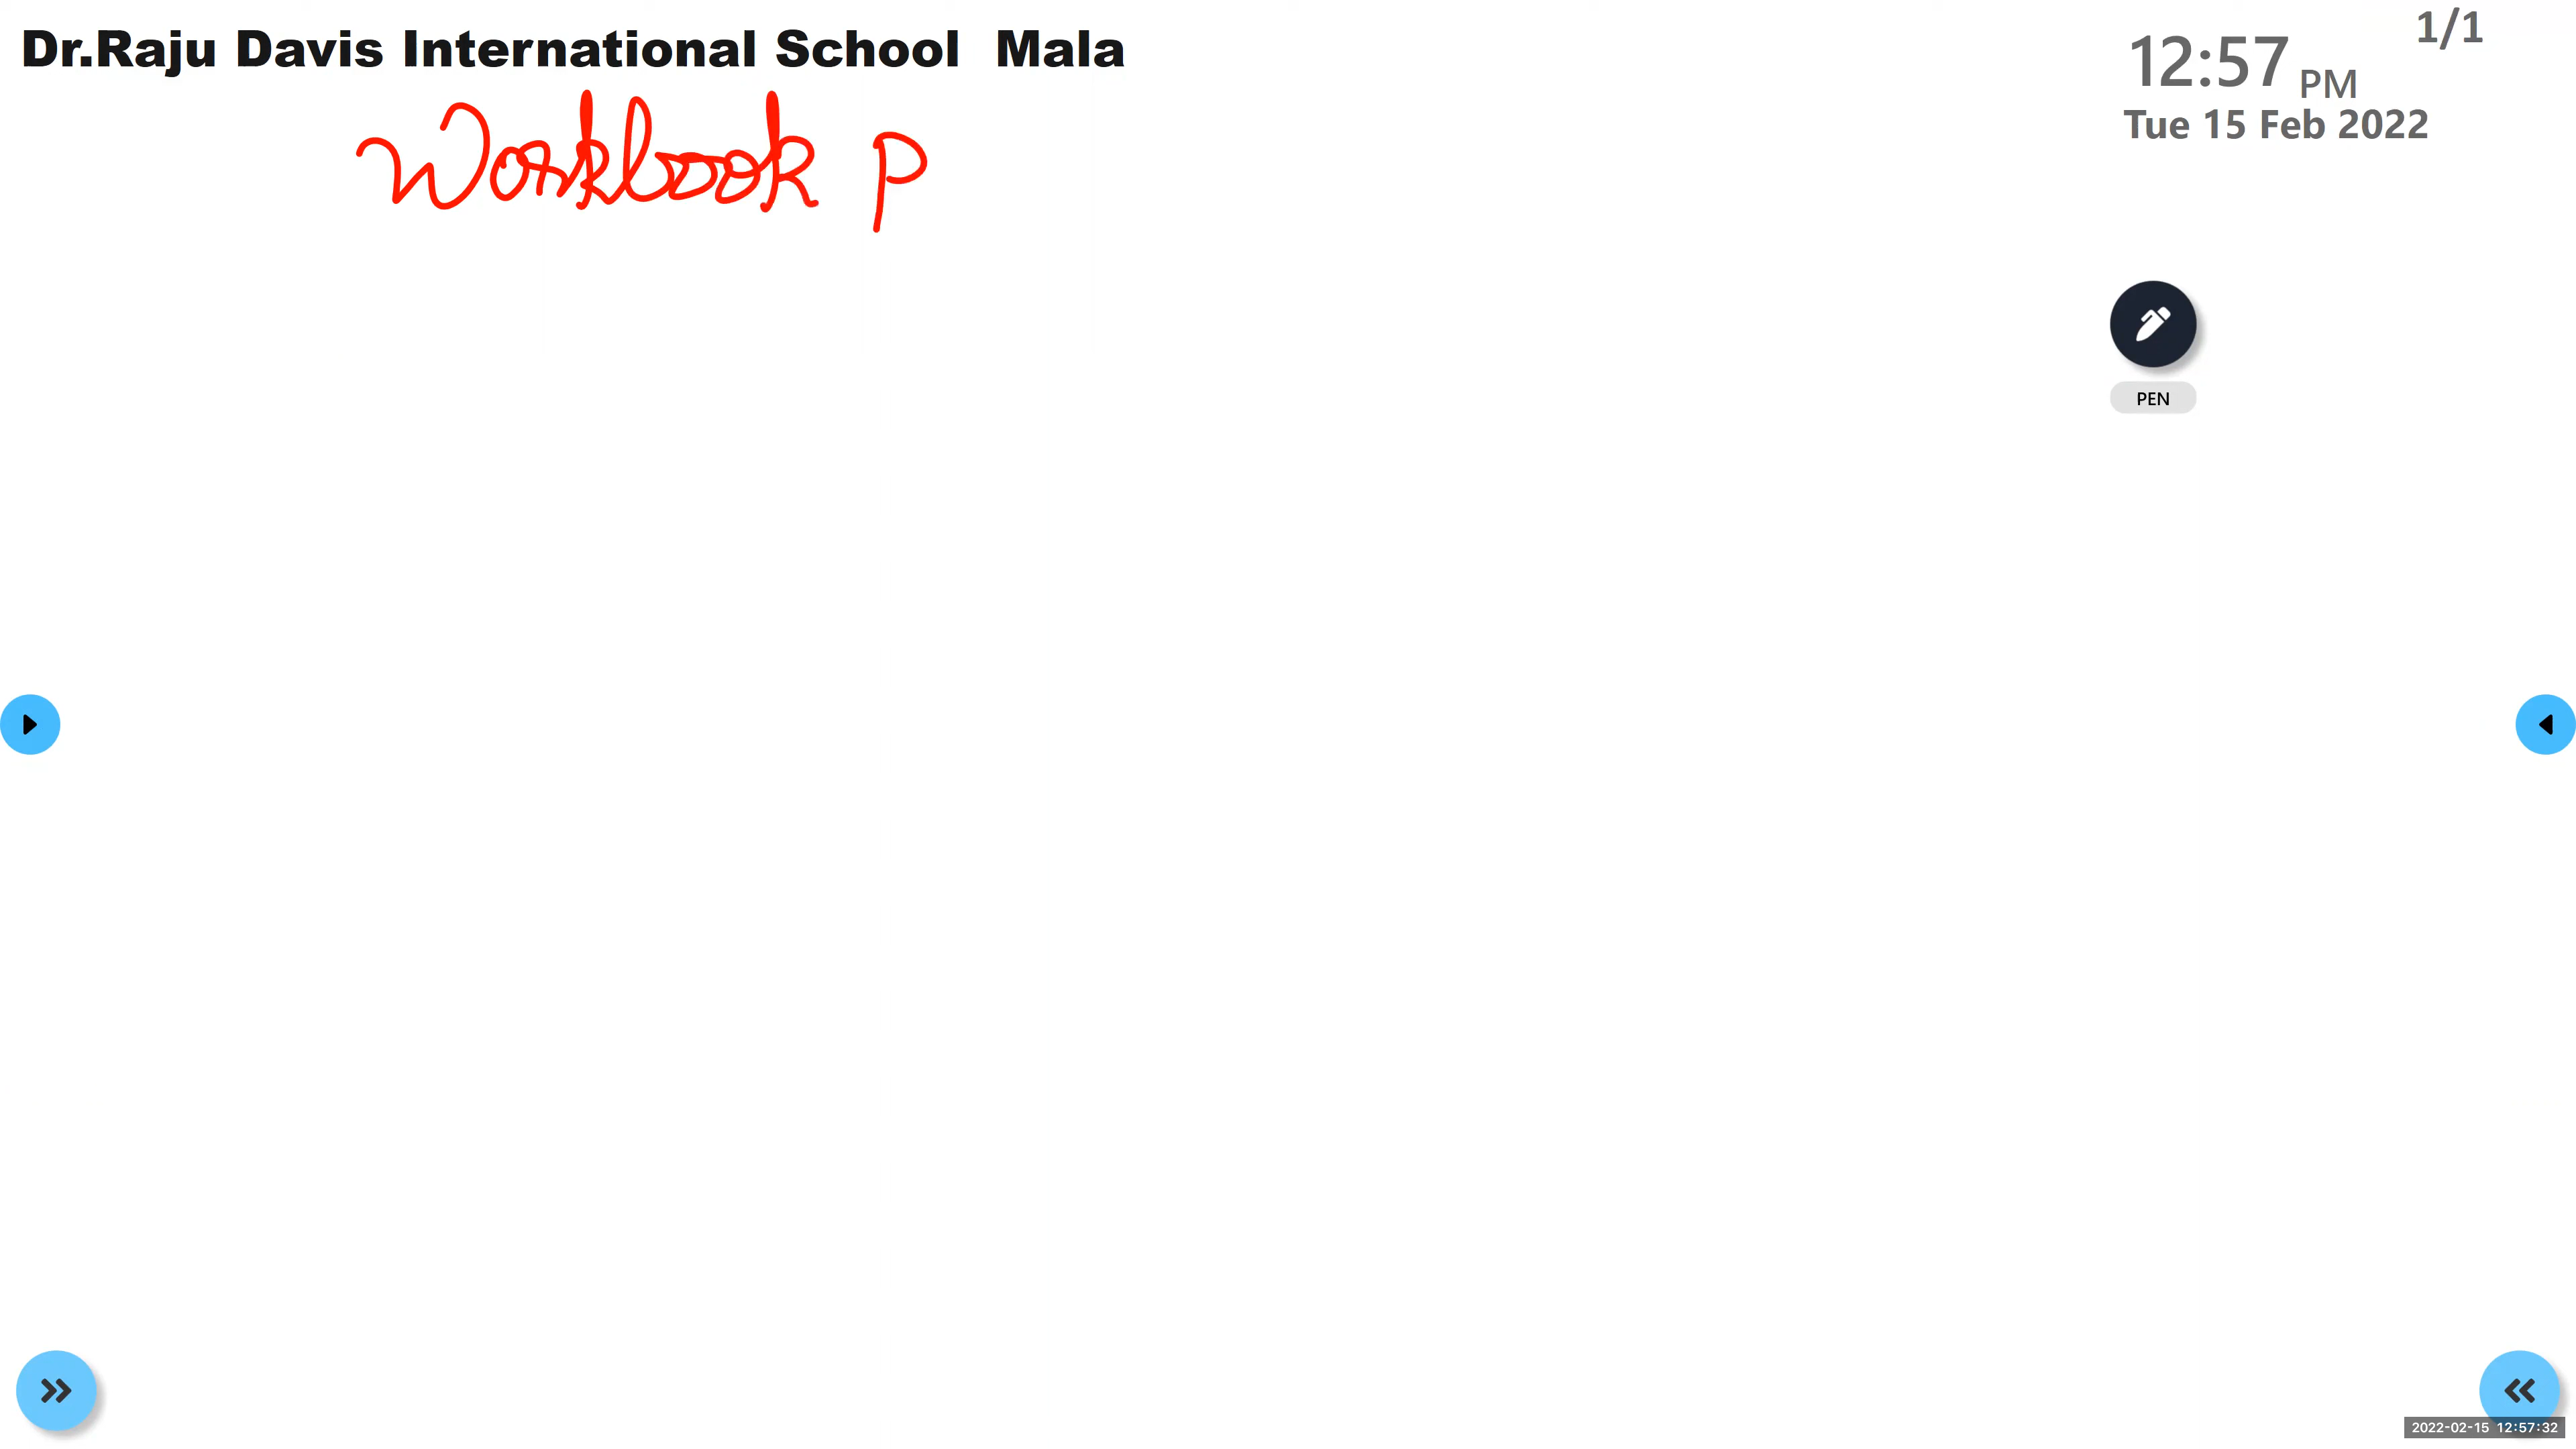 Dr.Raju Davis International School Mala
12:57 PM
1/1
Tue 15 Feb 2022
Workbook P
PEN
2022-02-15 12:57:32